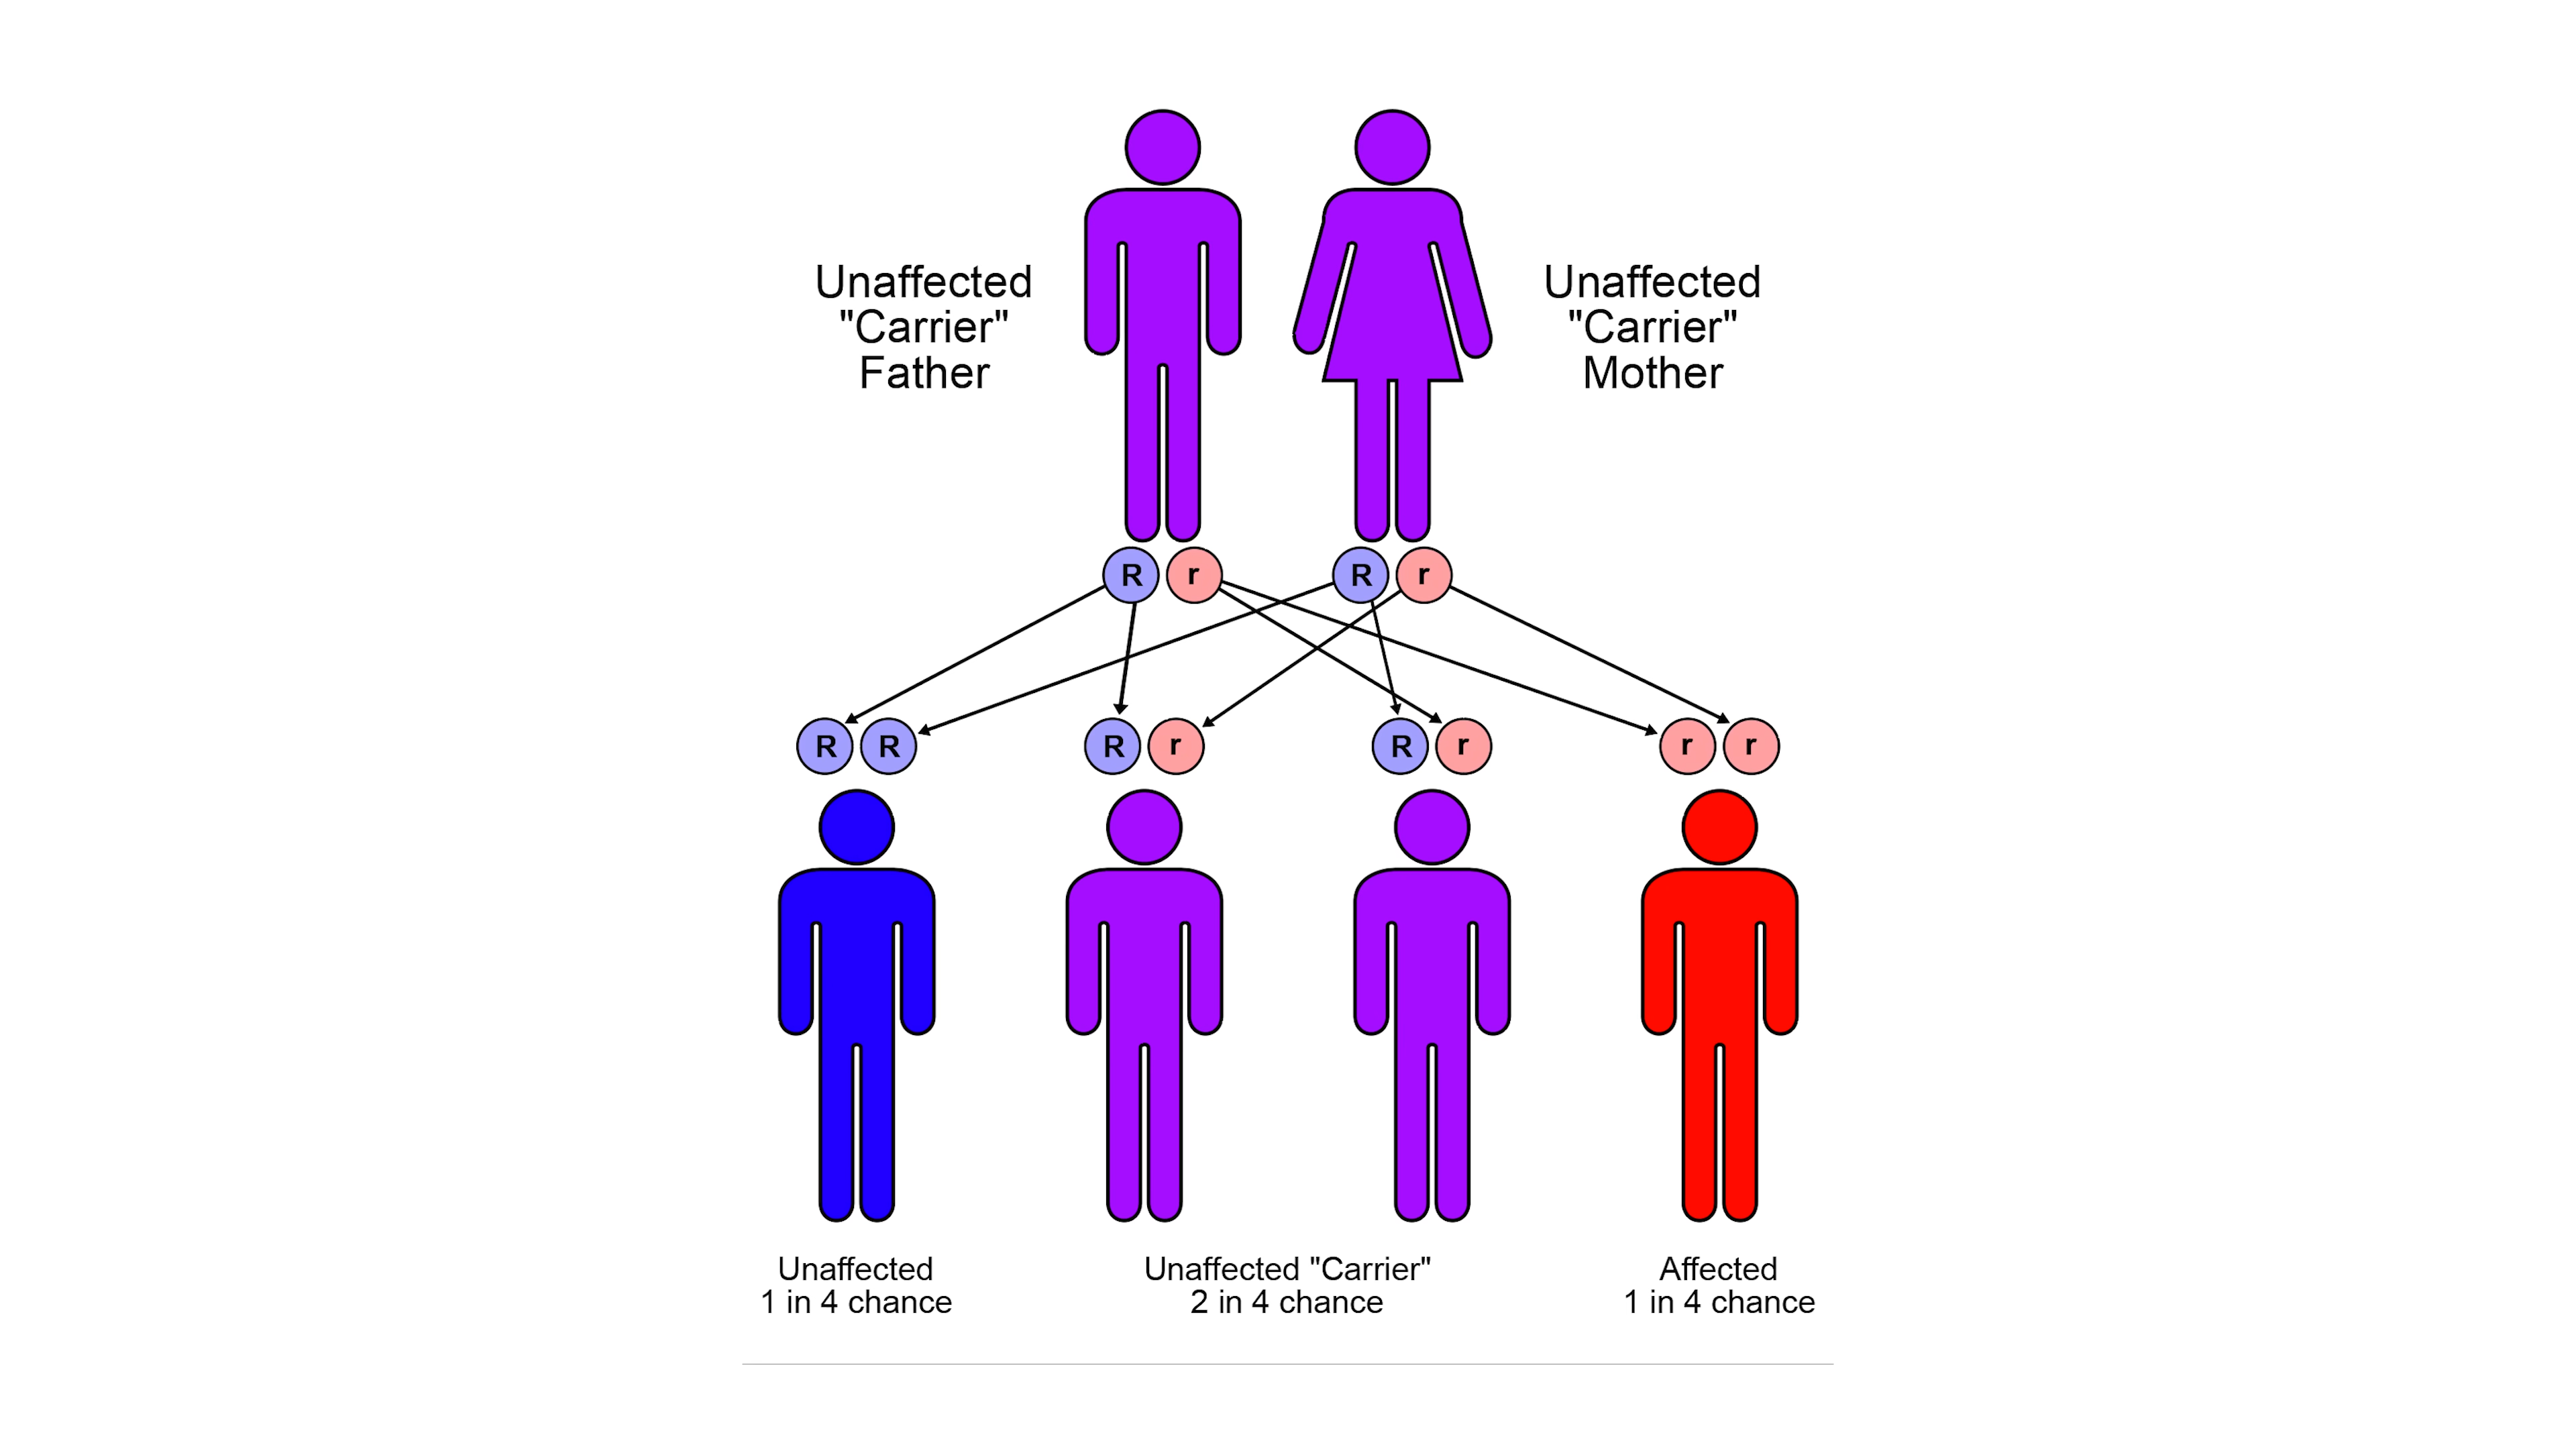 Unaffected
"Carrier"
Father
Unaffected
"Carrier"
Mother
R r R r
R R R r R r r r
Unaffected
1 in 4 chance
Unaffected "Carrier"
2 in 4 chance
Affected
1 in 4 chance